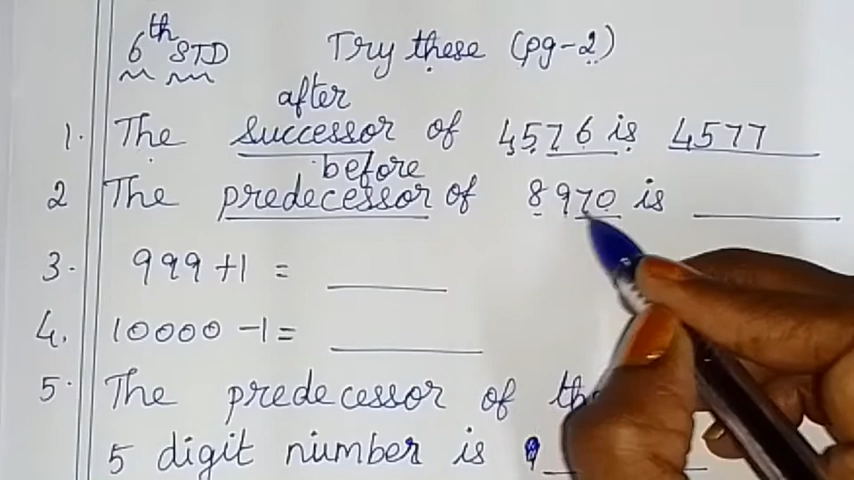 6th STD Try these (pg-2)
after
1. The successor of 4576 is 4577
before
2 The predecessor of 8970 is
3. 999+1 =
4. 10000 -1=
5. The predecessor of
5 digit number is